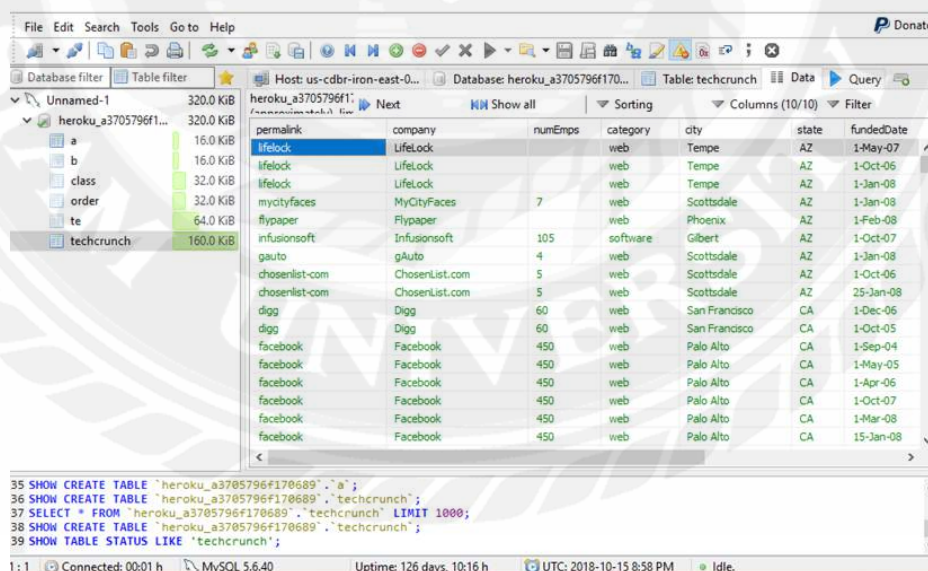 File Edit Search Tools Go to Help Donate
Database filter Table filter Host: us-cdbr-iron-east-0... Database: heroku_a3705796f170... Table: techcrunch Data Query
Unnamed-1 320.0 KiB
heroku_a3705796f1... 320.0 KiB
a 16.0 KiB
b 16.0 KiB
class 32.0 KiB
order 32.0 KiB
te 64.0 KiB
techcrunch 160.0 KiB
heroku_a3705796f1 Next Show all Sorting Columns (10/10) Filter
permalink company numEmps category city state fundedDate
lifelock LifeLock web Tempe AZ 1-May-07
lifelock LifeLock web Tempe AZ 1-Oct-06
lifelock LifeLock web Tempe AZ 1-Jan-08
mycityfaces MyCityFaces 7 web Scottsdale AZ 1-Jan-08
flypaper Flypaper web Phoenix AZ 1-Feb-08
infusionsoft Infusionsoft 105 software Gilbert AZ 1-Oct-07
gauto gAuto 4 web Scottsdale AZ 1-Jan-08
chosenlist-com ChosenList.com 5 web Scottsdale AZ 1-Oct-06
chosenlist-com ChosenList.com 5 web Scottsdale AZ 25-Jan-08
digg Digg 60 web San Francisco CA 1-Dec-06
digg Digg 60 web San Francisco CA 1-Oct-05
facebook Facebook 450 web Palo Alto CA 1-Sep-04
facebook Facebook 450 web Palo Alto CA 1-May-05
facebook Facebook 450 web Palo Alto CA 1-Apr-06
facebook Facebook 450 web Palo Alto CA 1-Oct-07
facebook Facebook 450 web Palo Alto CA 1-Mar-08
facebook Facebook 450 web Palo Alto CA 15-Jan-08
35 SHOW CREATE TABLE `heroku_a3705796f170689`.`a`;
36 SHOW CREATE TABLE `heroku_a3705796f170689`.`techcrunch`;
37 SELECT * FROM `heroku_a3705796f170689`.`techcrunch` LIMIT 1000;
38 SHOW CREATE TABLE `heroku_a3705796f170689`.`techcrunch`;
39 SHOW TABLE STATUS LIKE 'techcrunch';
1 : 1 Connected: 00:01 h MySQL 5.6.40 Uptime: 126 days, 10:16 h UTC: 2018-10-15 8:58 PM Idle.